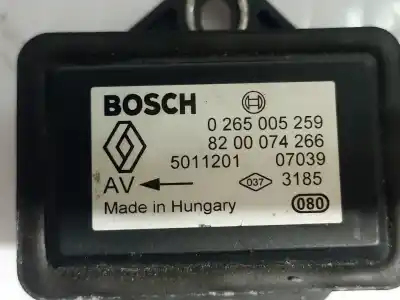 BOSCH
0 265 005 259
82 00 074 266
5011201 07039
AV 037 3185
Made in Hungary 080